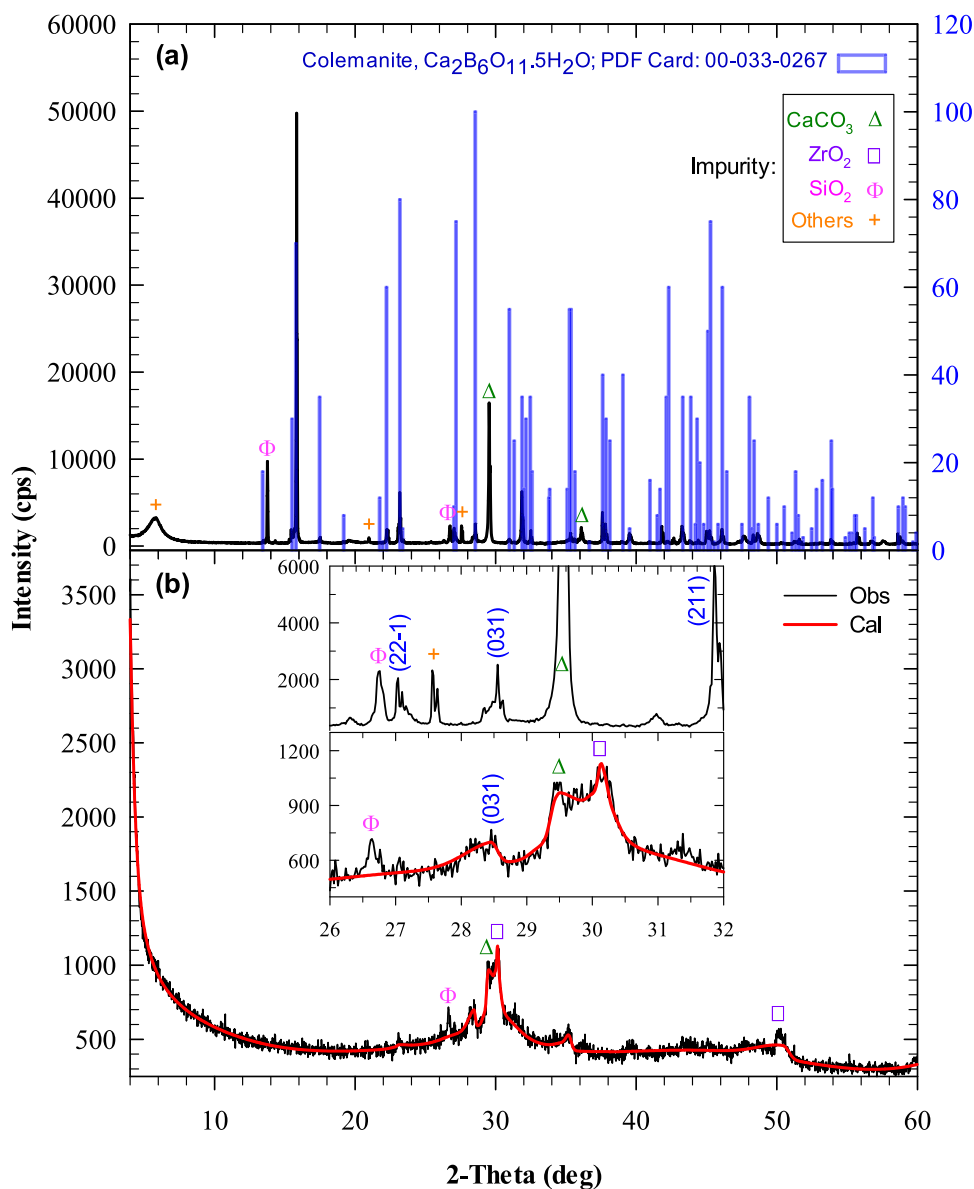 60000
50000
40000
30000
20000
10000
0
(a)
Colemanite, Ca2B6O11.5H2O; PDF Card: 00-033-0267
120
100
80
60
40
20
0
Impurity:
CaCO3 Δ
ZrO2 □
SiO2 Φ
Others +
Φ
Δ
+
+
Φ
+
Δ
Intensity (cps)
(b)
3500
3000
2500
2000
1500
1000
500
Obs
Cal
6000
4000
2000
Φ
(22-1)
+
(031)
Δ
(211)
1200
900
600
Φ
(031)
Δ
□
26 27 28 29 30 31 32
Φ
Δ
□
□
10 20 30 40 50 60
2-Theta (deg)